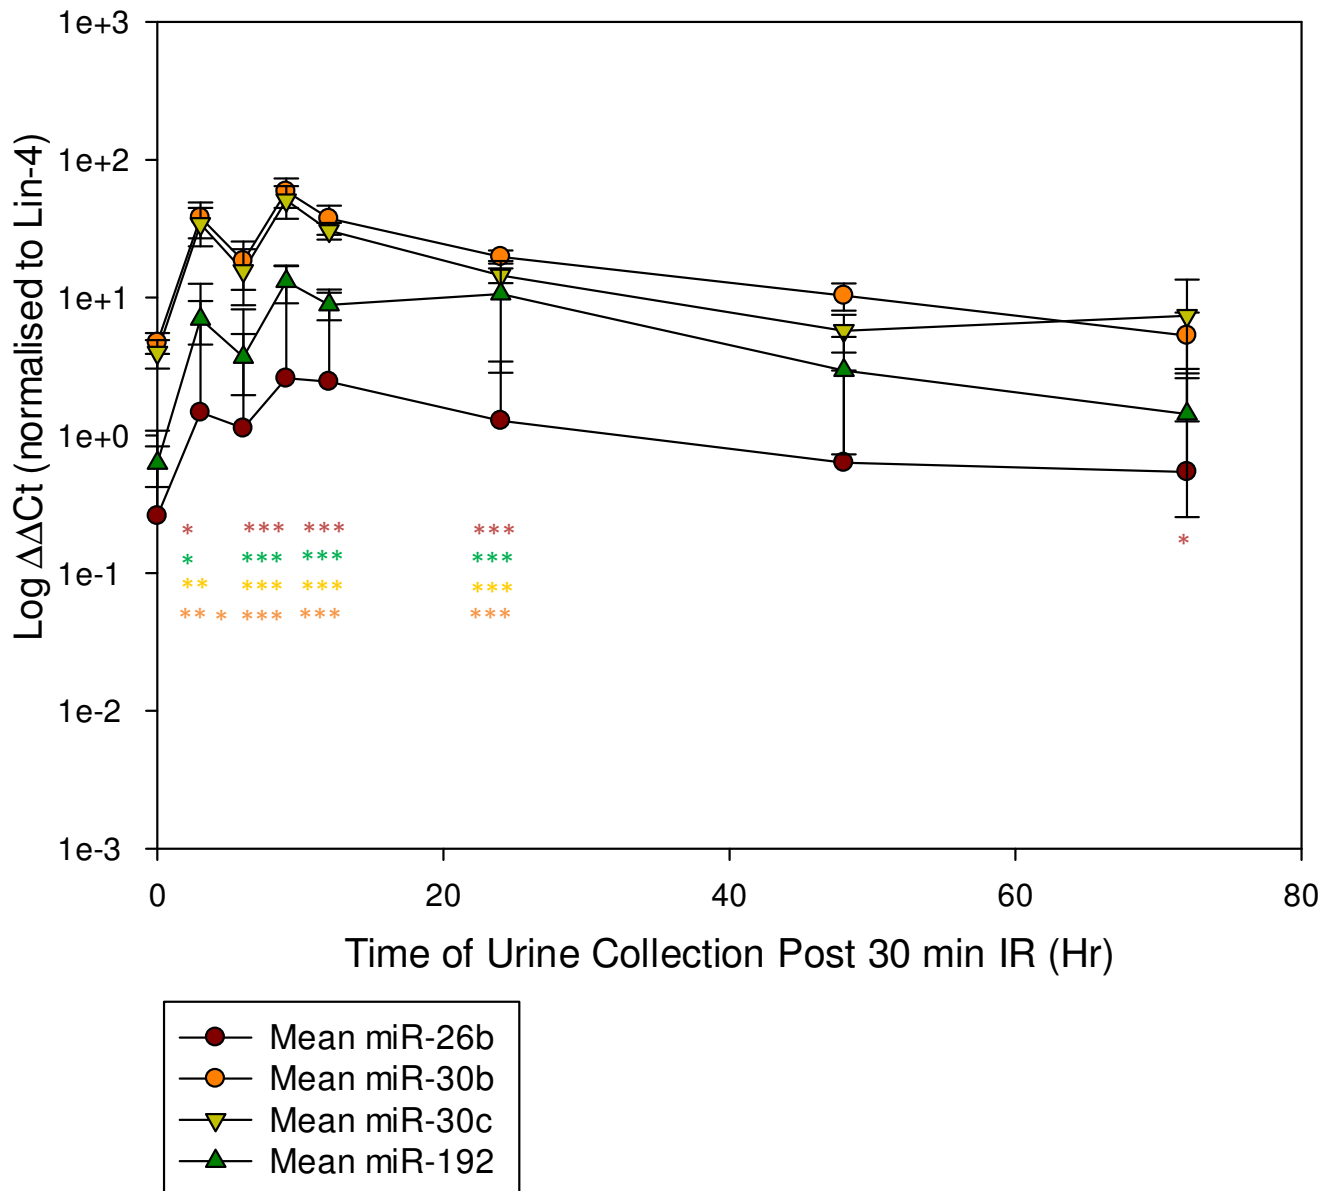 1e+3
1e+2
1e+1
1e+0
1e-1
1e-2
1e-3
Log ΔΔCt (normalised to Lin-4)
* *** *** *** *
* *** *** ***
** *** *** ***
** * *** *** ***
0 20 40 60 80
Time of Urine Collection Post 30 min IR (Hr)
Mean miR-26b
Mean miR-30b
Mean miR-30c
Mean miR-192